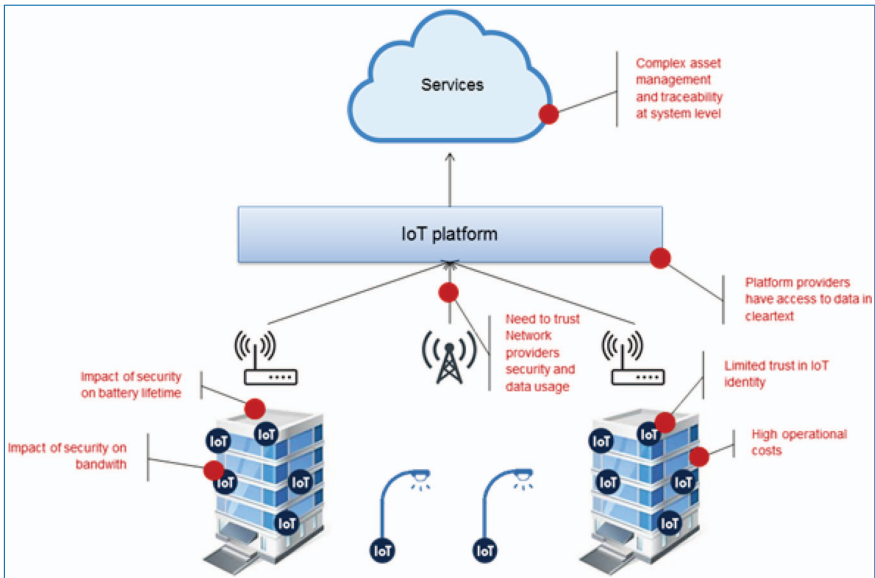 Services
Complex asset
management
and traceability
at system level
IoT platform
Platform providers
have access to data in
cleartext
Need to trust
Network
providers
security and
data usage
Impact of security
on battery lifetime
Limited trust in IoT
identity
Impact of security on
bandwith
High operational
costs
IoT
IoT
IoT
IoT
IoT
IoT
IoT
IoT
IoT
IoT
IoT
IoT